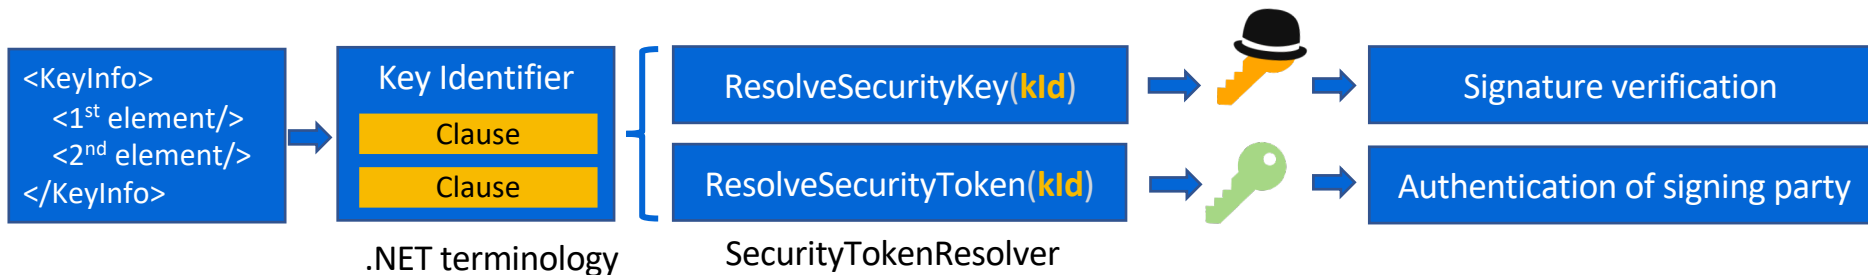 <KeyInfo>
<1st element/>
<2nd element/>
</KeyInfo>
Key Identifier
Clause
Clause
.NET terminology
ResolveSecurityKey(kId)
ResolveSecurityToken(kId)
SecurityTokenResolver
Signature verification
Authentication of signing party